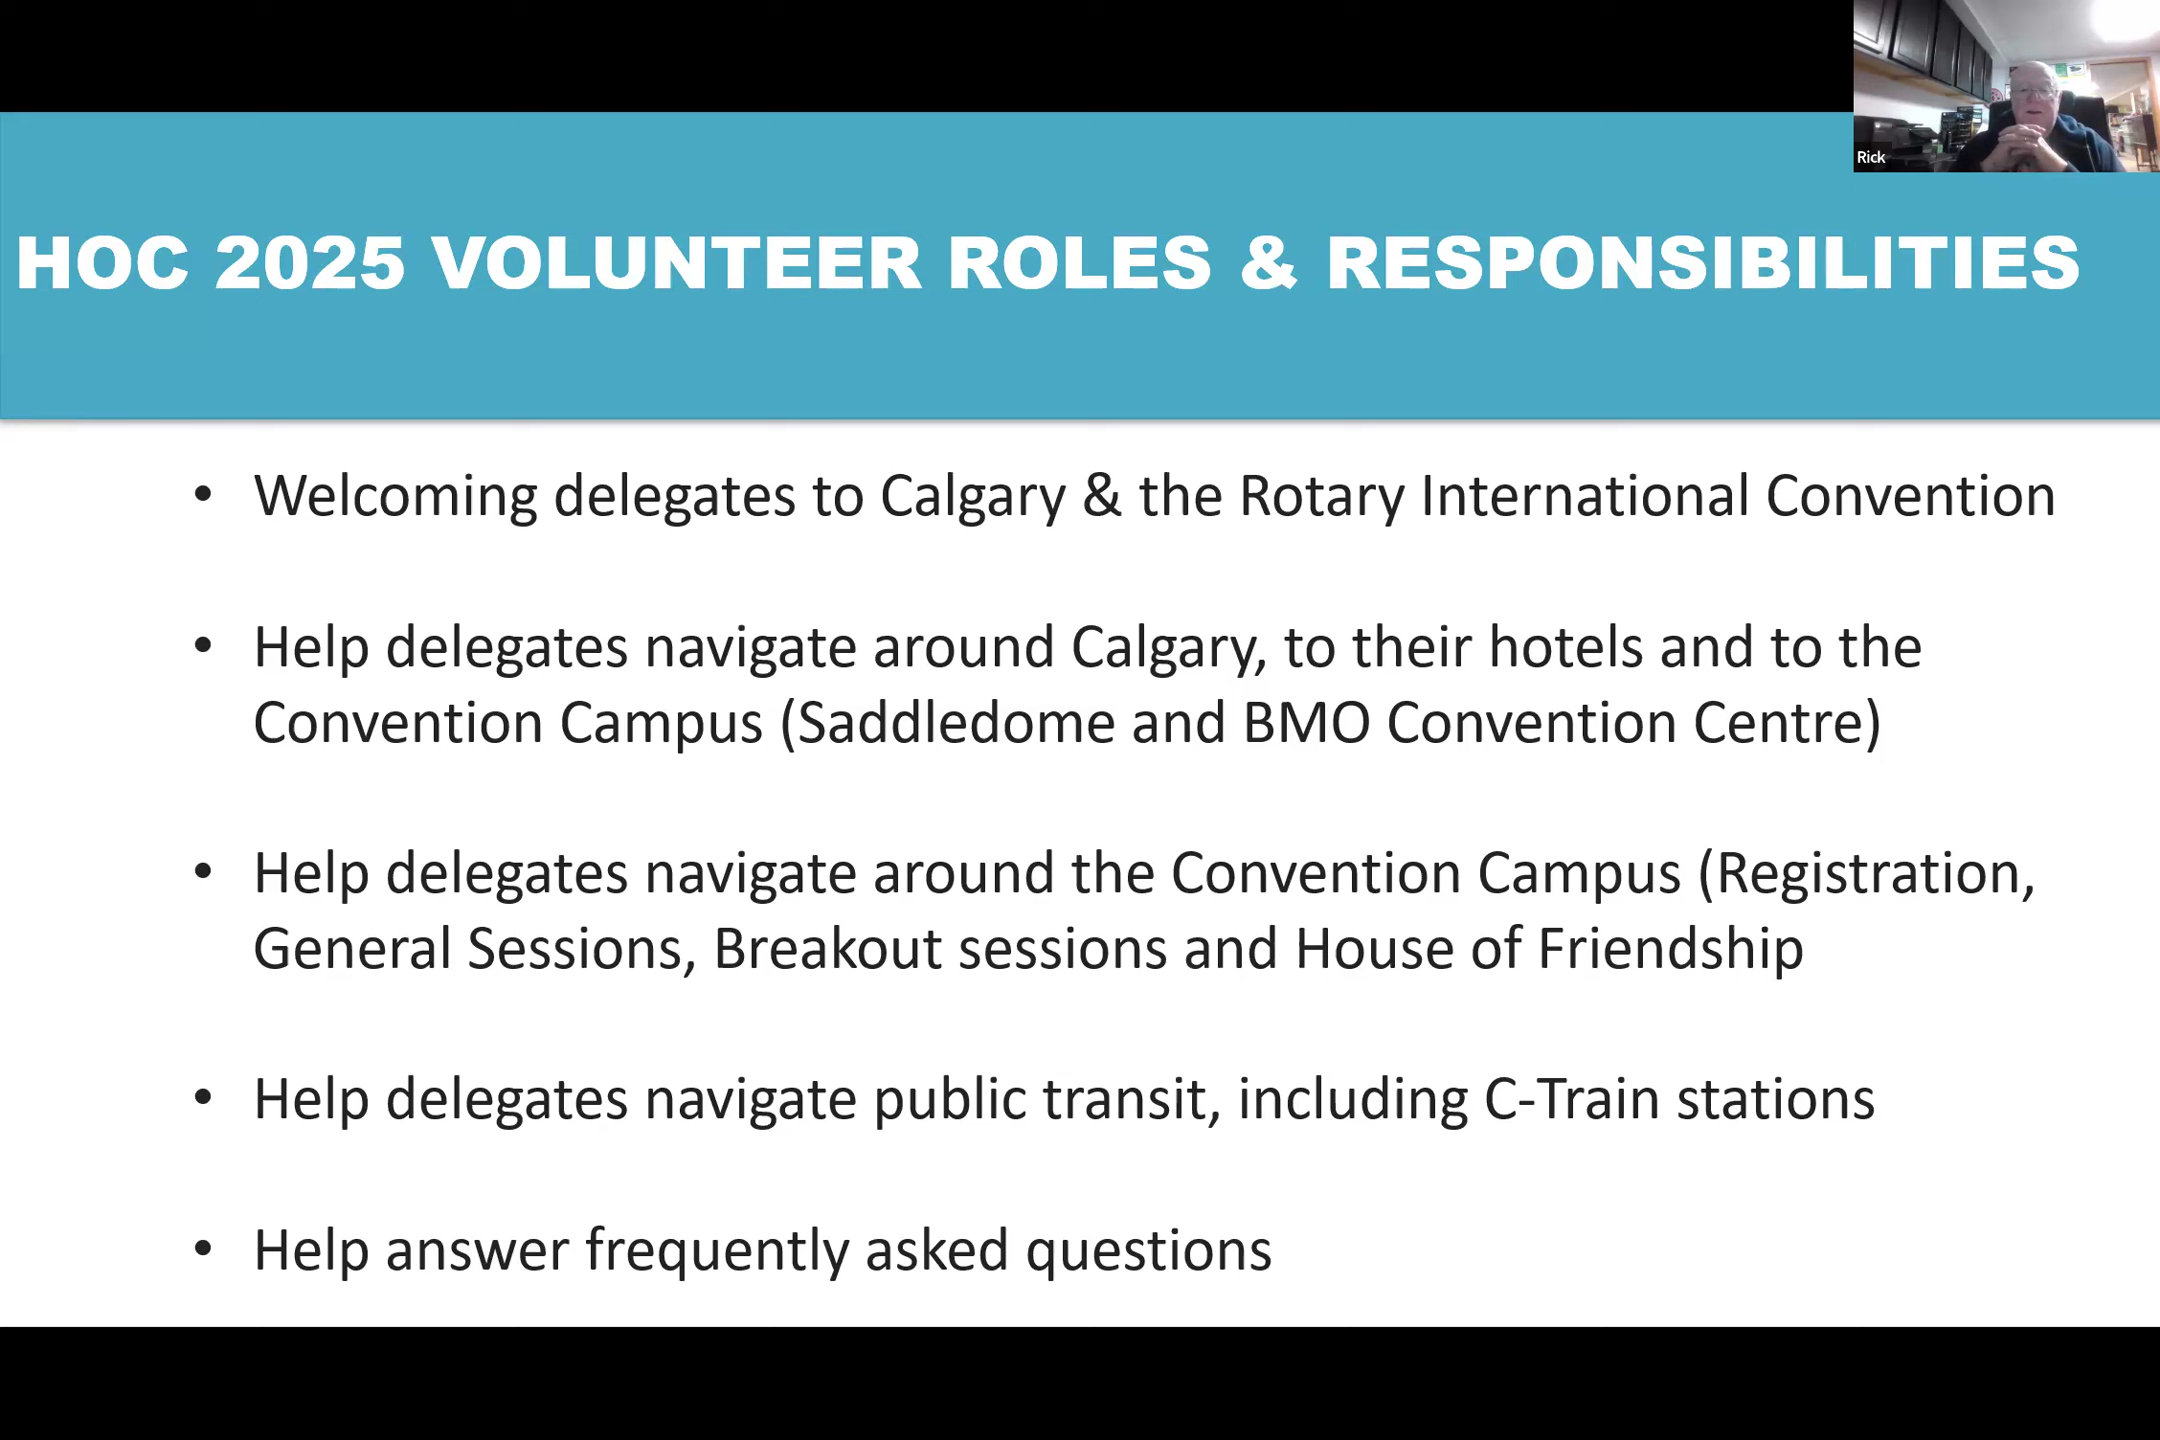 Rick
HOC 2025 VOLUNTEER ROLES & RESPONSIBILITIES
• Welcoming delegates to Calgary & the Rotary International Convention
• Help delegates navigate around Calgary, to their hotels and to the
Convention Campus (Saddledome and BMO Convention Centre)
• Help delegates navigate around the Convention Campus (Registration,
General Sessions, Breakout sessions and House of Friendship
• Help delegates navigate public transit, including C-Train stations
• Help answer frequently asked questions